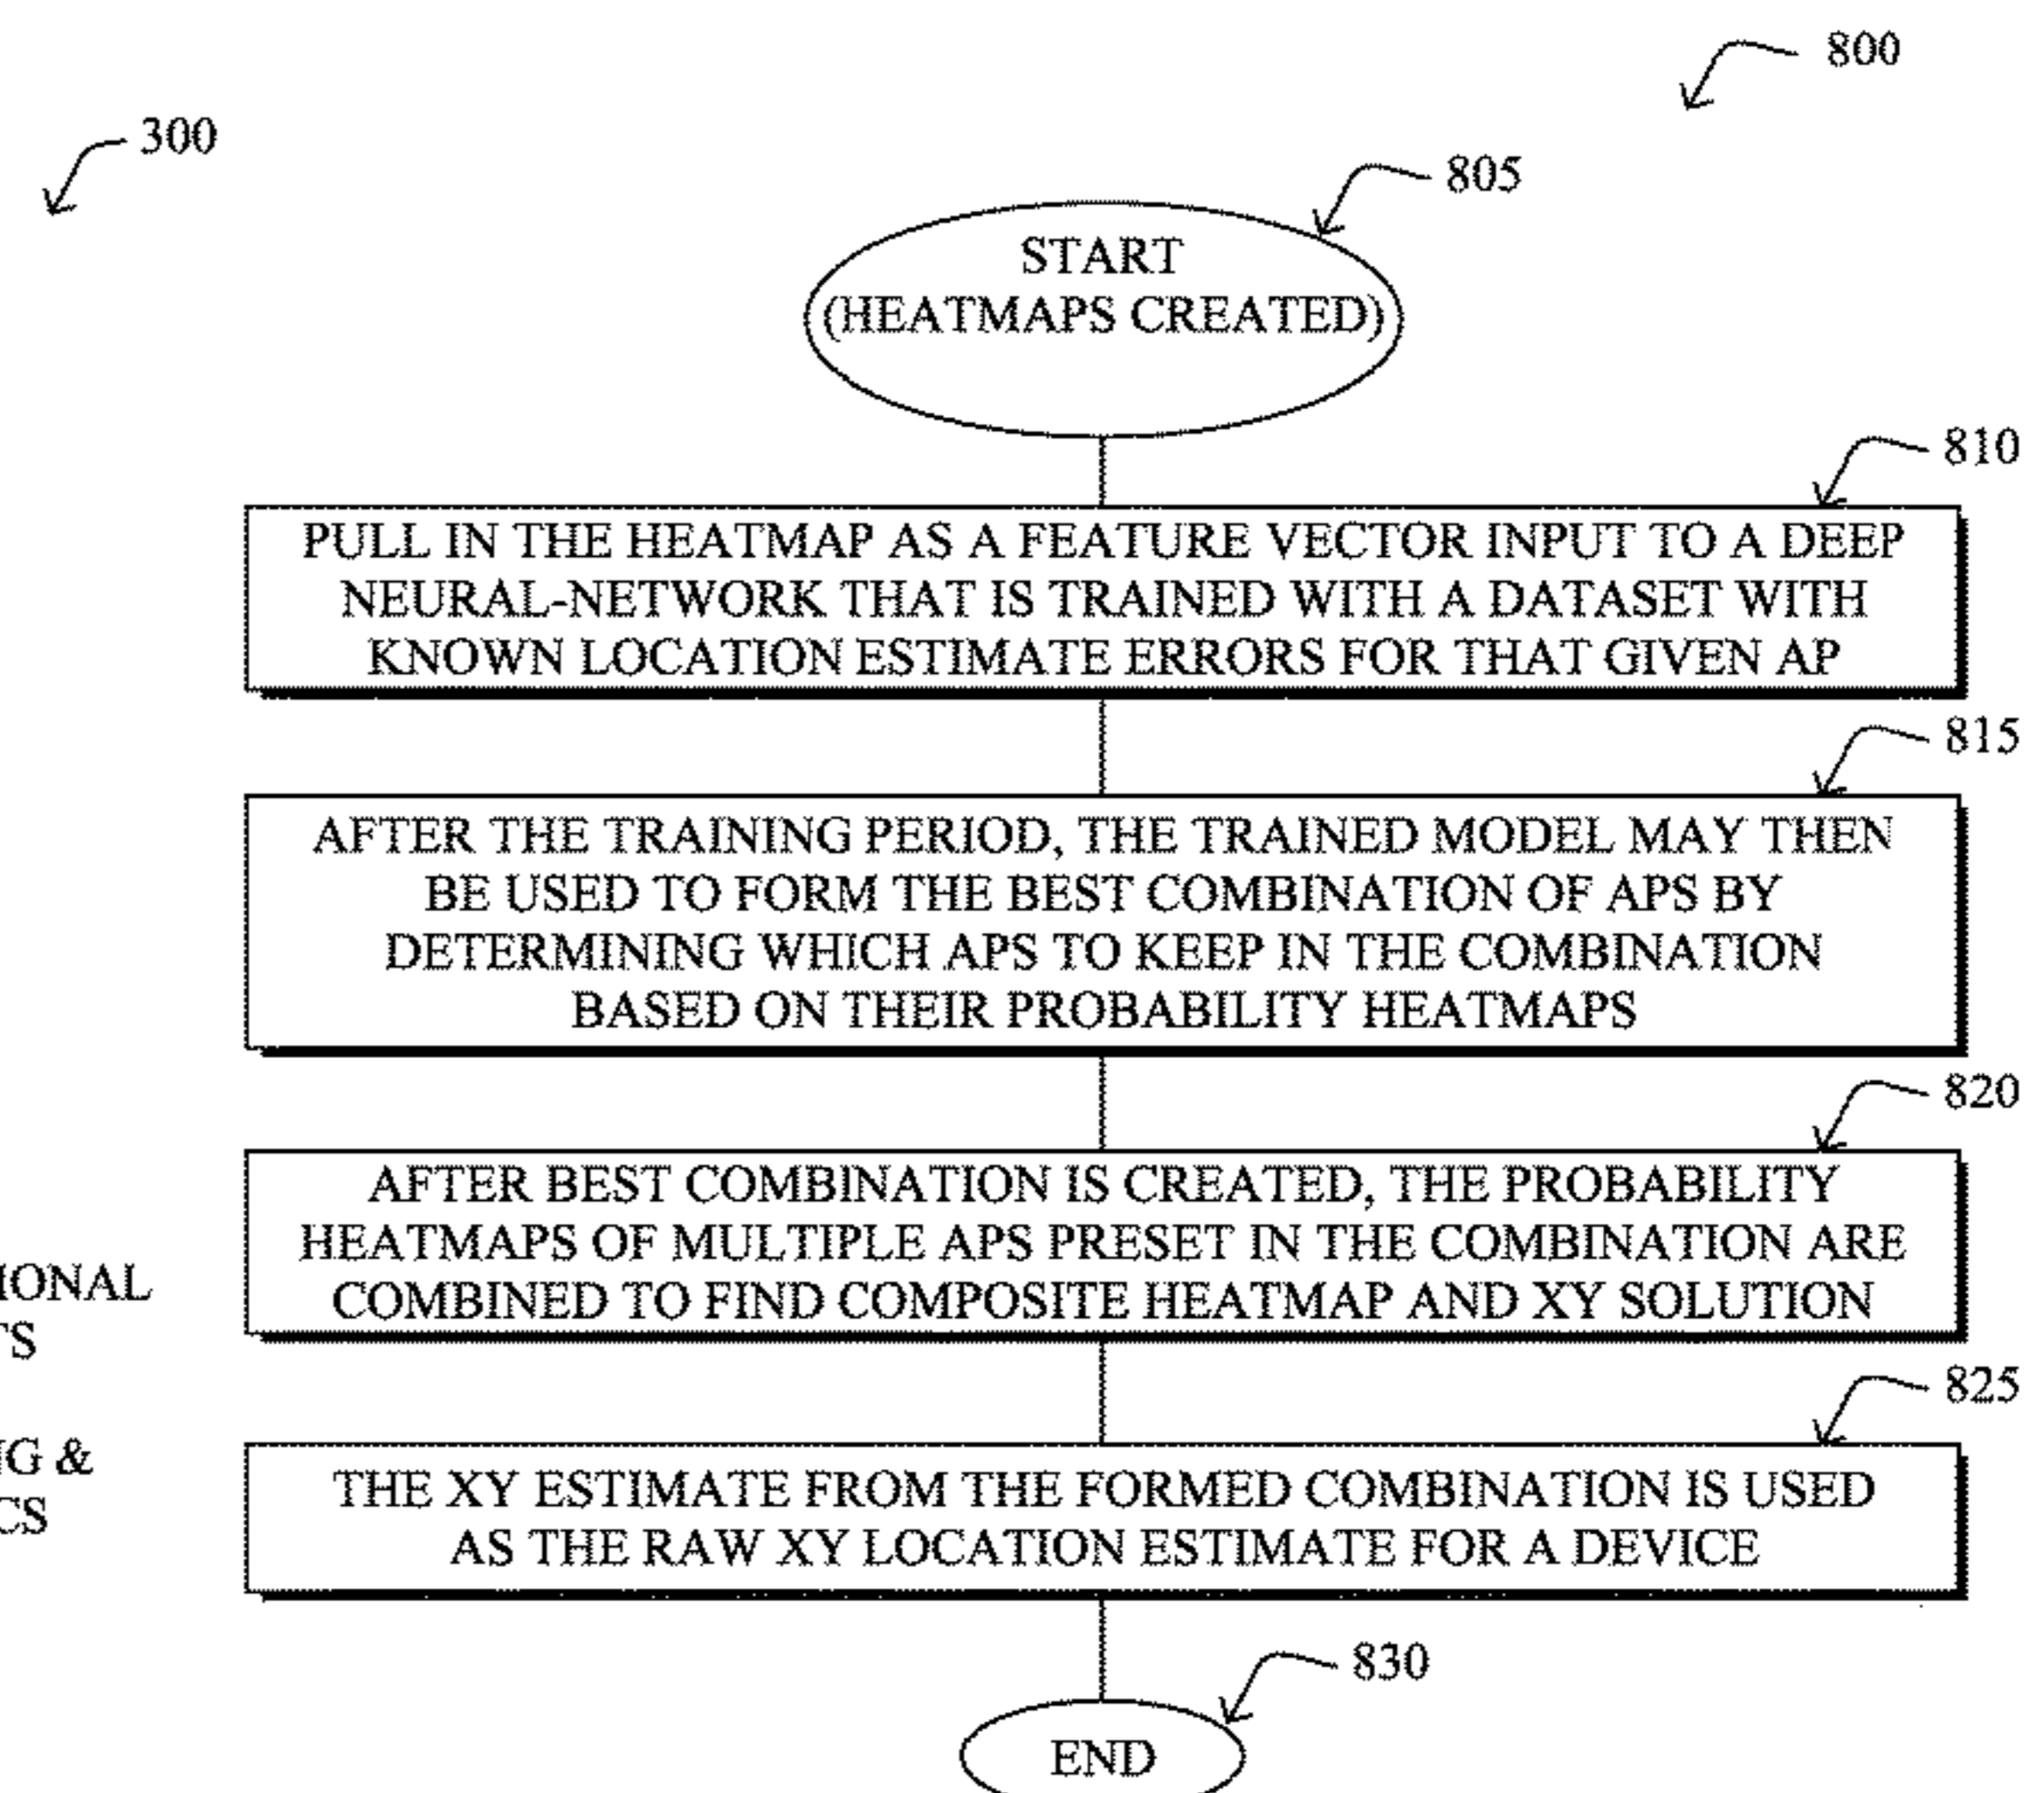 800
300
805
START
(HEATMAPS CREATED)
810
PULL IN THE HEATMAP AS A FEATURE VECTOR INPUT TO A DEEP
NEURAL-NETWORK THAT IS TRAINED WITH A DATASET WITH
KNOWN LOCATION ESTIMATE ERRORS FOR THAT GIVEN AP
815
AFTER THE TRAINING PERIOD, THE TRAINED MODEL MAY THEN
BE USED TO FORM THE BEST COMBINATION OF APS BY
DETERMINING WHICH APS TO KEEP IN THE COMBINATION
BASED ON THEIR PROBABILITY HEATMAPS
820
AFTER BEST COMBINATION IS CREATED, THE PROBABILITY
HEATMAPS OF MULTIPLE APS PRESET IN THE COMBINATION ARE
COMBINED TO FIND COMPOSITE HEATMAP AND XY SOLUTION
825
THE XY ESTIMATE FROM THE FORMED COMBINATION IS USED
AS THE RAW XY LOCATION ESTIMATE FOR A DEVICE
830
END
&